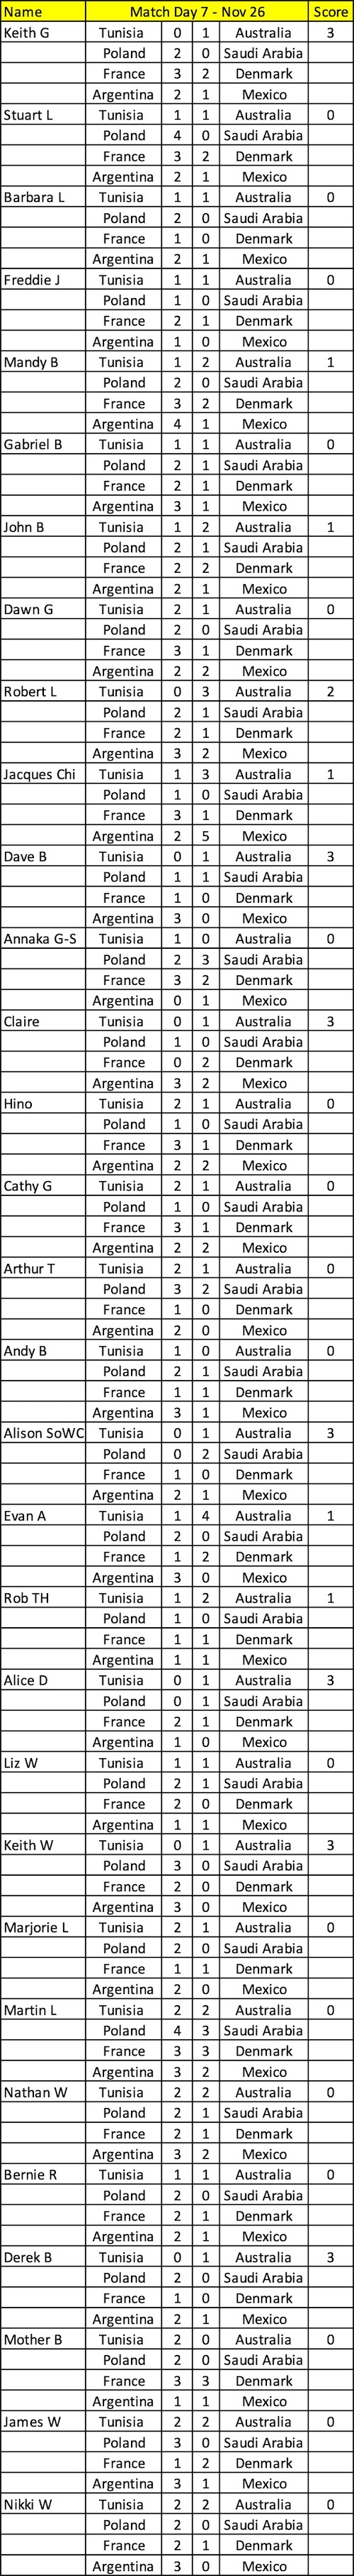 Name Match Day 7 - Nov 26 Score
Keith G Tunisia 0 1 Australia 3
Poland 2 0 Saudi Arabia
France 3 2 Denmark
Argentina 2 1 Mexico
Stuart L Tunisia 1 1 Australia 0
Poland 4 0 Saudi Arabia
France 3 2 Denmark
Argentina 2 1 Mexico
Barbara L Tunisia 1 1 Australia 0
Poland 2 0 Saudi Arabia
France 1 0 Denmark
Argentina 2 1 Mexico
Freddie J Tunisia 1 1 Australia 0
Poland 1 0 Saudi Arabia
France 2 1 Denmark
Argentina 1 0 Mexico
Mandy B Tunisia 1 2 Australia 1
Poland 2 0 Saudi Arabia
France 3 2 Denmark
Argentina 4 1 Mexico
Gabriel B Tunisia 1 1 Australia 0
Poland 2 1 Saudi Arabia
France 2 1 Denmark
Argentina 3 1 Mexico
John B Tunisia 1 2 Australia 1
Poland 2 1 Saudi Arabia
France 2 2 Denmark
Argentina 2 1 Mexico
Dawn G Tunisia 2 1 Australia 0
Poland 2 0 Saudi Arabia
France 3 1 Denmark
Argentina 2 2 Mexico
Robert L Tunisia 0 3 Australia 2
Poland 2 1 Saudi Arabia
France 2 1 Denmark
Argentina 3 2 Mexico
Jacques Chi Tunisia 1 3 Australia 1
Poland 1 0 Saudi Arabia
France 3 1 Denmark
Argentina 2 5 Mexico
Dave B Tunisia 0 1 Australia 3
Poland 1 1 Saudi Arabia
France 1 0 Denmark
Argentina 3 0 Mexico
Annaka G-S Tunisia 1 0 Australia 0
Poland 2 3 Saudi Arabia
France 3 2 Denmark
Argentina 0 1 Mexico
Claire Tunisia 0 1 Australia 3
Poland 1 0 Saudi Arabia
France 0 2 Denmark
Argentina 3 2 Mexico
Hino Tunisia 2 1 Australia 0
Poland 1 0 Saudi Arabia
France 3 1 Denmark
Argentina 2 2 Mexico
Cathy G Tunisia 2 1 Australia 0
Poland 1 0 Saudi Arabia
France 3 1 Denmark
Argentina 2 2 Mexico
Arthur T Tunisia 2 1 Australia 0
Poland 3 2 Saudi Arabia
France 1 0 Denmark
Argentina 2 0 Mexico
Andy B Tunisia 1 0 Australia 0
Poland 2 1 Saudi Arabia
France 1 1 Denmark
Argentina 3 1 Mexico
Alison SoWC Tunisia 0 1 Australia 3
Poland 0 2 Saudi Arabia
France 1 0 Denmark
Argentina 2 1 Mexico
Evan A Tunisia 1 4 Australia 1
Poland 2 0 Saudi Arabia
France 1 2 Denmark
Argentina 3 0 Mexico
Rob TH Tunisia 1 2 Australia 1
Poland 1 0 Saudi Arabia
France 1 1 Denmark
Argentina 1 1 Mexico
Alice D Tunisia 0 1 Australia 3
Poland 0 1 Saudi Arabia
France 2 1 Denmark
Argentina 1 0 Mexico
Liz W Tunisia 1 1 Australia 0
Poland 2 1 Saudi Arabia
France 2 0 Denmark
Argentina 1 1 Mexico
Keith W Tunisia 0 1 Australia 3
Poland 3 0 Saudi Arabia
France 2 0 Denmark
Argentina 3 0 Mexico
Marjorie L Tunisia 2 1 Australia 0
Poland 2 0 Saudi Arabia
France 1 1 Denmark
Argentina 2 0 Mexico
Martin L Tunisia 2 2 Australia 0
Poland 4 3 Saudi Arabia
France 3 3 Denmark
Argentina 3 2 Mexico
Nathan W Tunisia 2 2 Australia 0
Poland 2 1 Saudi Arabia
France 2 1 Denmark
Argentina 3 2 Mexico
Bernie R Tunisia 1 1 Australia 0
Poland 2 0 Saudi Arabia
France 2 1 Denmark
Argentina 2 1 Mexico
Derek B Tunisia 0 1 Australia 3
Poland 2 0 Saudi Arabia
France 1 0 Denmark
Argentina 2 1 Mexico
Mother B Tunisia 2 0 Australia 0
Poland 2 0 Saudi Arabia
France 3 3 Denmark
Argentina 1 1 Mexico
James W Tunisia 2 2 Australia 0
Poland 3 0 Saudi Arabia
France 1 2 Denmark
Argentina 3 1 Mexico
Nikki W Tunisia 2 2 Australia 0
Poland 2 0 Saudi Arabia
France 2 1 Denmark
Argentina 3 0 Mexico